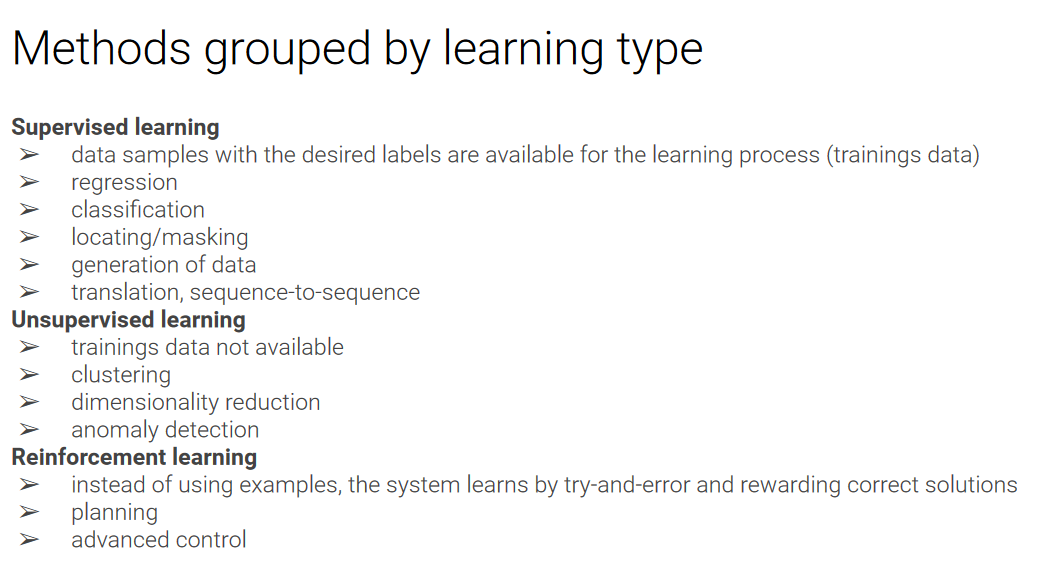 Methods grouped by learning type
Supervised learning
➢ data samples with the desired labels are available for the learning process (trainings data)
➢ regression
➢ classification
➢ locating/masking
➢ generation of data
➢ translation, sequence-to-sequence
Unsupervised learning
➢ trainings data not available
➢ clustering
➢ dimensionality reduction
➢ anomaly detection
Reinforcement learning
➢ instead of using examples, the system learns by try-and-error and rewarding correct solutions
➢ planning
➢ advanced control